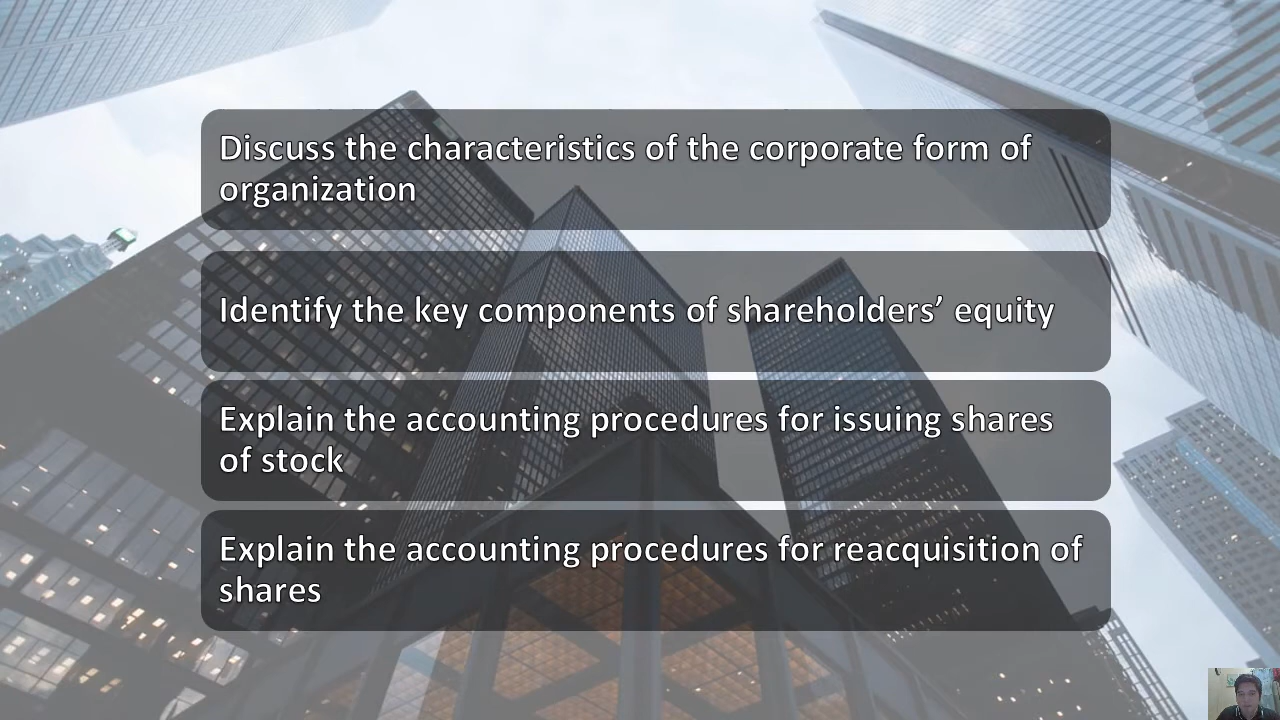 Discuss the characteristics of the corporate form of
organization
Identify the key components of shareholders’ equity
Explain the accounting procedures for issuing shares
of stock
Explain the accounting procedures for reacquisition of
shares